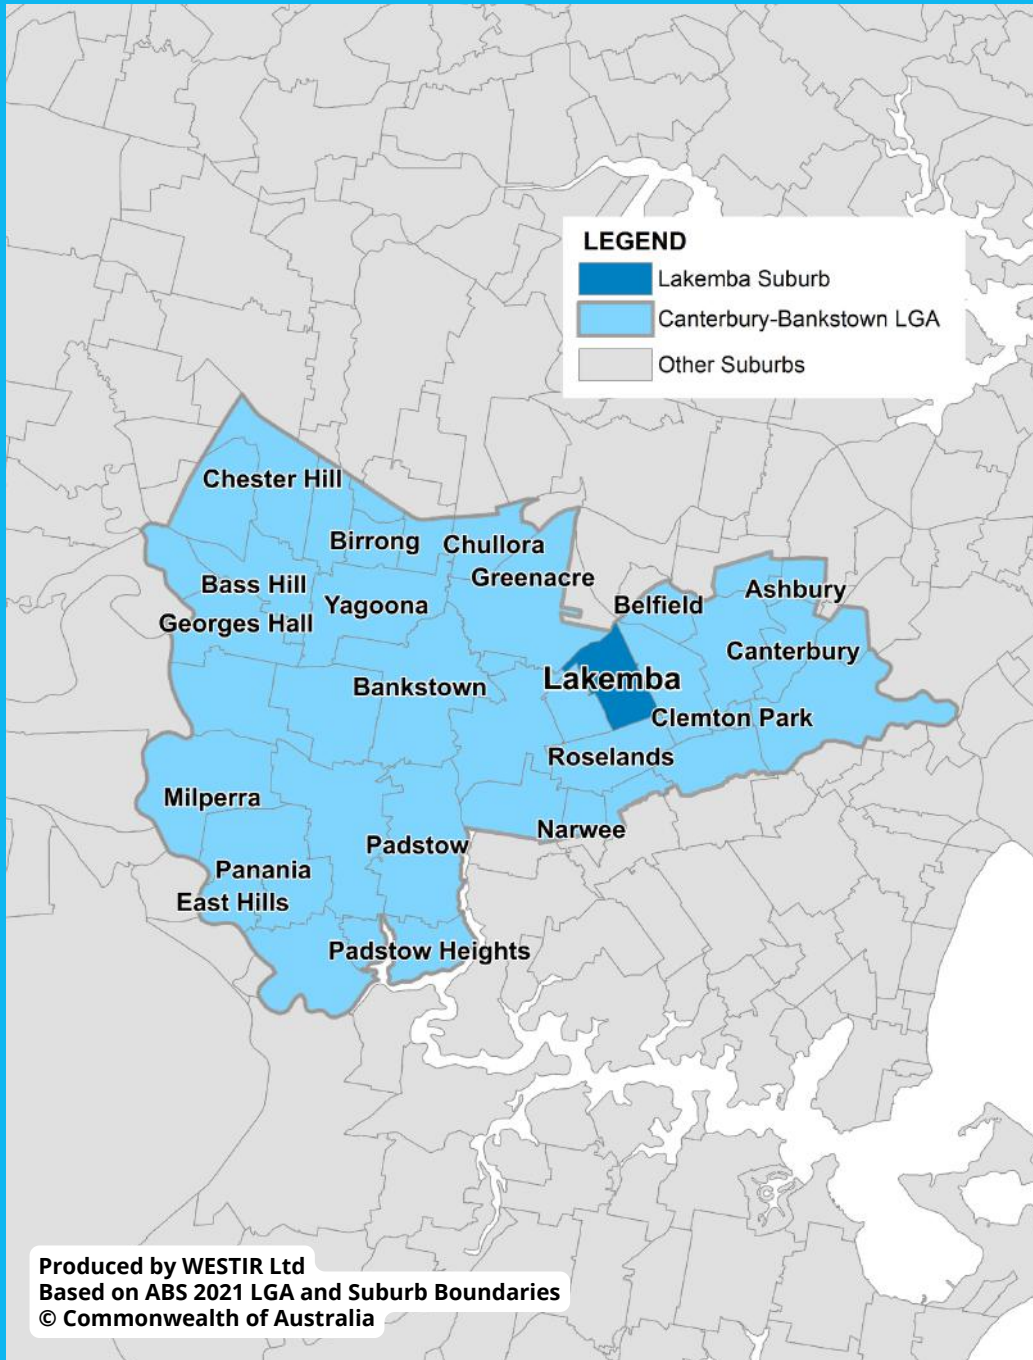 LEGEND
Lakemba Suburb
Canterbury-Bankstown LGA
Other Suburbs
Chester Hill
Birrong
Chullora
Greenacre
Bass Hill
Yagoona
Belfield
Ashbury
Georges Hall
Canterbury
Bankstown
Lakemba
Clemton Park
Roselands
Milperra
Narwee
Padstow
Panania
East Hills
Padstow Heights
Produced by WESTIR Ltd
Based on ABS 2021 LGA and Suburb Boundaries
© Commonwealth of Australia